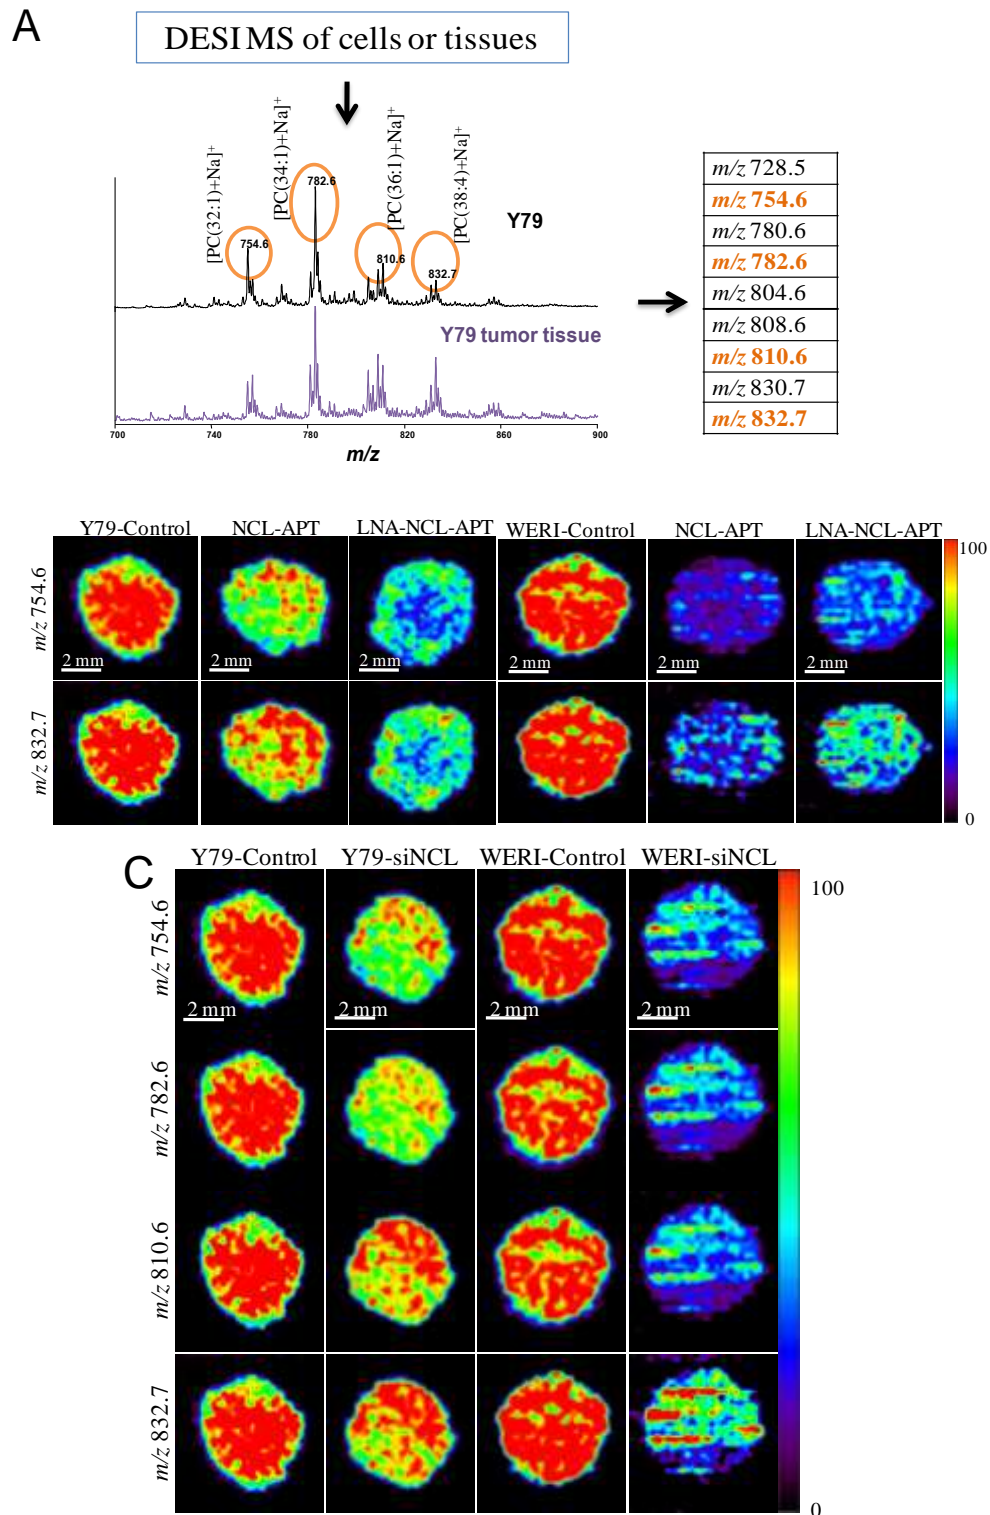 A
DESI MS of cells or tissues
[PC(32:1)+Na]+
[PC(34:1)+Na]+
[PC(36:1)+Na]+
[PC(38:4)+Na]+
754.6
782.6
810.6
832.7
Y79
Y79 tumor tissue
700 740 780 820 860 900
m/z
m/z 728.5
m/z 754.6
m/z 780.6
m/z 782.6
m/z 804.6
m/z 808.6
m/z 810.6
m/z 830.7
m/z 832.7
Y79-Control NCL-APT LNA-NCL-APT WERI-Control NCL-APT LNA-NCL-APT
m/z 754.6
2 mm 2 mm 2 mm 2 mm 2 mm 2 mm
m/z 832.7
100
0
C
Y79-Control Y79-siNCL WERI-Control WERI-siNCL
m/z 754.6
2 mm 2 mm 2 mm 2 mm
m/z 782.6
m/z 810.6
m/z 832.7
100
0